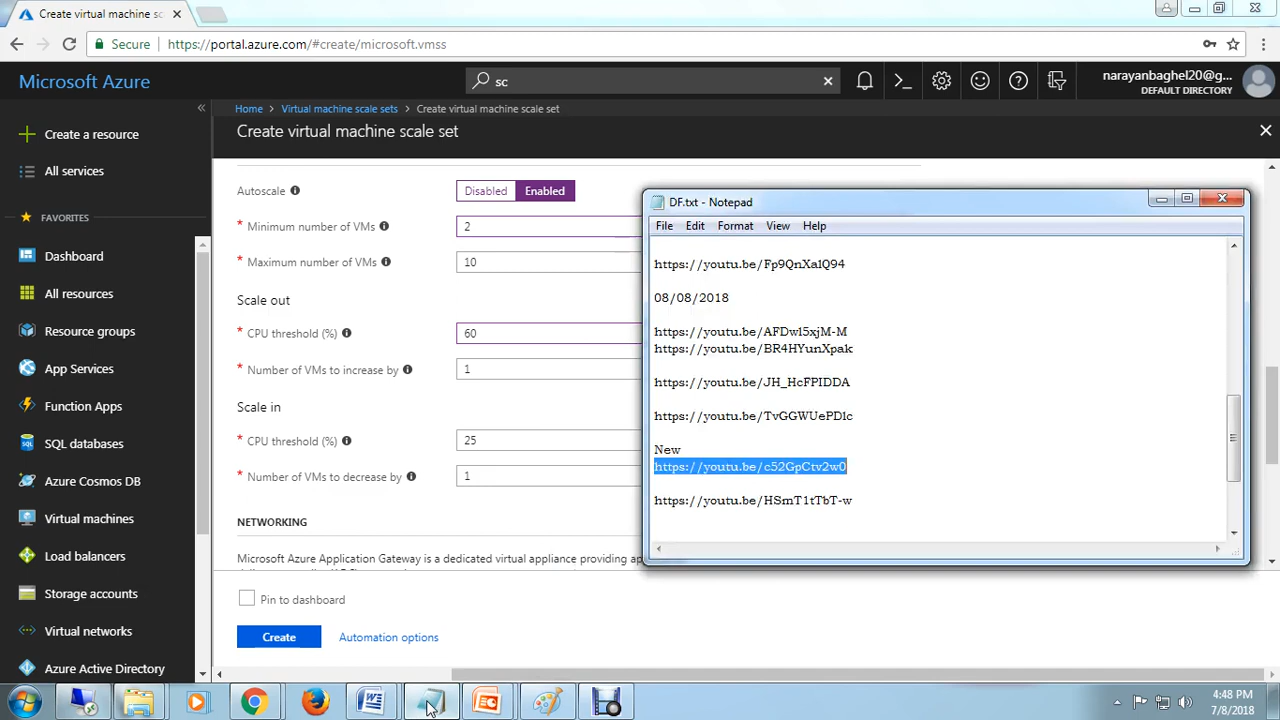 Create virtual machine sc
Secure https://portal.azure.com/#create/microsoft.vmss
Microsoft Azure
sc
narayanbaghel20@g...
DEFAULT DIRECTORY
Home > Virtual machine scale sets > Create virtual machine scale set
Create virtual machine scale set
Create a resource
All services
FAVORITES
Dashboard
All resources
Resource groups
App Services
Function Apps
SQL databases
Azure Cosmos DB
Virtual machines
Load balancers
Storage accounts
Virtual networks
Azure Active Directory
Autoscale
Disabled Enabled
* Minimum number of VMs 2
* Maximum number of VMs 10
Scale out
* CPU threshold (%) 60
* Number of VMs to increase by 1
Scale in
* CPU threshold (%) 25
* Number of VMs to decrease by 1
NETWORKING
Microsoft Azure Application Gateway is a dedicated virtual appliance providing
Pin to dashboard
Create Automation options
DF.txt - Notepad
File Edit Format View Help
https://youtu.be/Fp9QnXalQ94
08/08/2018
https://youtu.be/AFDwl5xjM-M
https://youtu.be/BR4HYunXpak
https://youtu.be/JH_HcFPIDDA
https://youtu.be/TvGGWUePDlc
New
https://youtu.be/c52GpCtv2w0
https://youtu.be/HSmT1tTbT-w
4:48 PM
7/8/2018